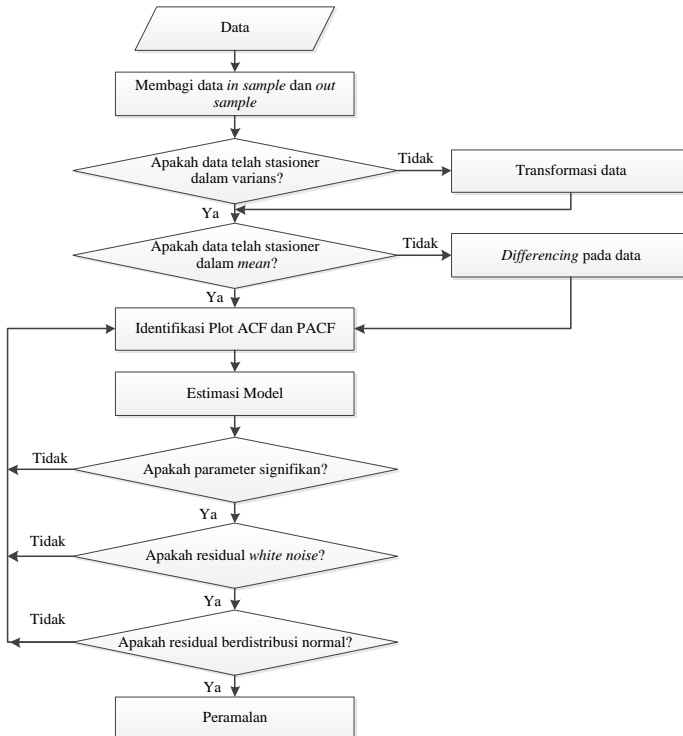 Data
Membagi data in sample dan out
sample
Apakah data telah stasioner
dalam varians?
Tidak
Transformasi data
Ya
Apakah data telah stasioner
dalam mean?
Tidak
Differencing pada data
Ya
Identifikasi Plot ACF dan PACF
Estimasi Model
Tidak
Apakah parameter signifikan?
Ya
Tidak
Apakah residual white noise?
Ya
Tidak
Apakah residual berdistribusi normal?
Ya
Peramalan